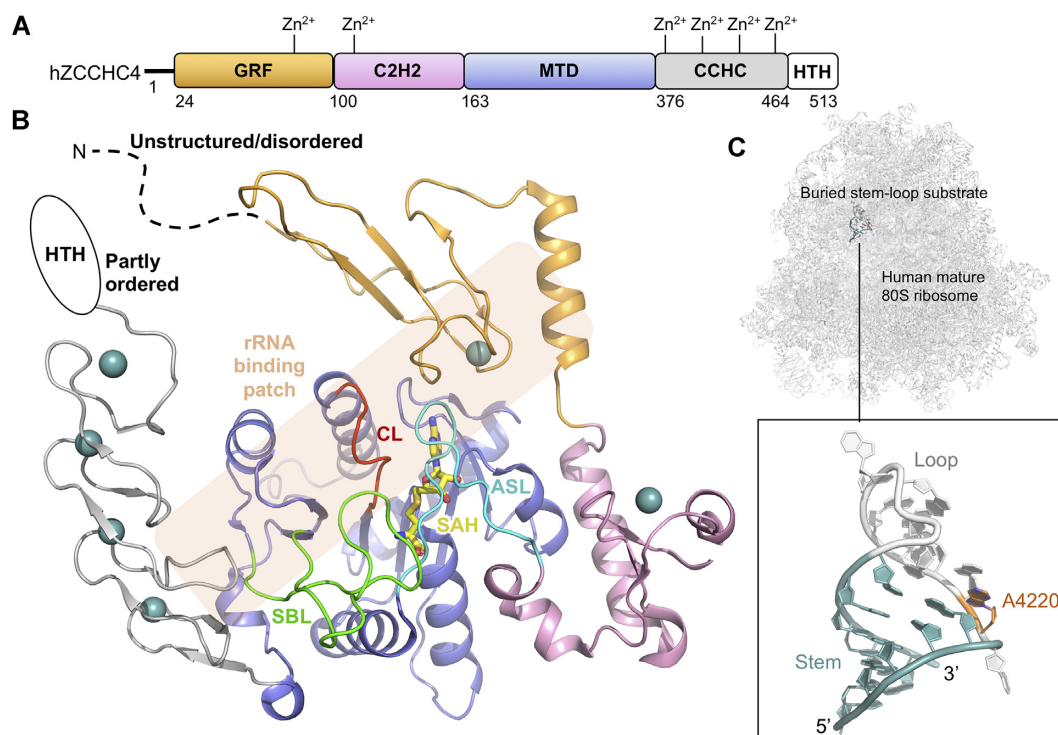 A
Zn2+ Zn2+ Zn2+ Zn2+ Zn2+ Zn2+
hZCCHC4 GRF C2H2 MTD CCHC HTH
1 24 100 163 376 464 513
B
N Unstructured/disordered
HTH
Partly
ordered
rRNA
binding
patch
CL
ASL
SAH
SBL
C
Buried stem-loop substrate
Human mature
80S ribosome
Loop
A4220
Stem
3’
5’